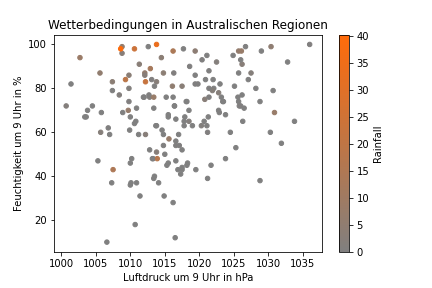 Wetterbedingungen in Australischen Regionen
100
80
60
40
20
Feuchtigkeit um 9 Uhr in %
1000 1005 1010 1015 1020 1025 1030 1035
Luftdruck um 9 Uhr in hPa
40
35
30
25
20
15
10
5
0
Rainfall